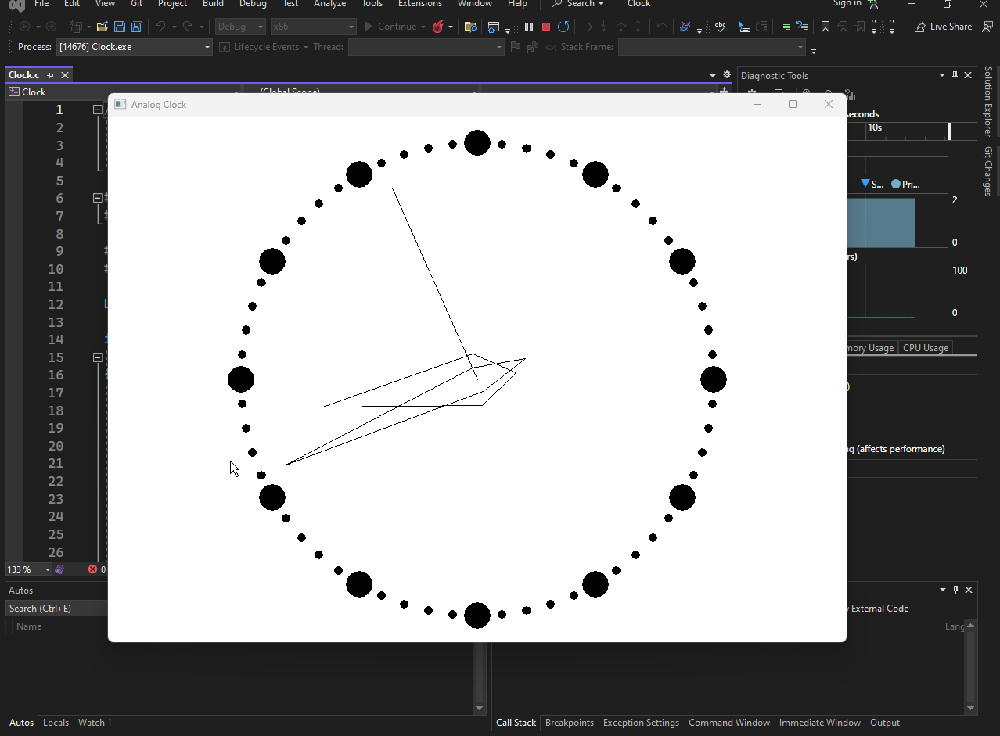 File Edit View Git Project Build Debug Test Analyze Tools Extensions Window Help Search Clock Sign in
Debug x86 Continue Live Share
Process: [14676] Clock.exe Lifecycle Events Thread: Stack Frame:
Clock.c
Diagnostic Tools
Solution Explorer
Git Changes
Clock (Global Scope)
Analog Clock
seconds
10s
S... Pri...
2
0
rs)
100
0
mory Usage CPU Usage
)
ng (affects performance)
1
2
3
4
5
6
7
8
9
10
11
12
13
14
15
16
17
18
19
20
21
22
23
24
25
26
133 % 0
Autos
Search (Ctrl+E)
Name
External Code
Lang
Autos Locals Watch 1
Call Stack Breakpoints Exception Settings Command Window Immediate Window Output